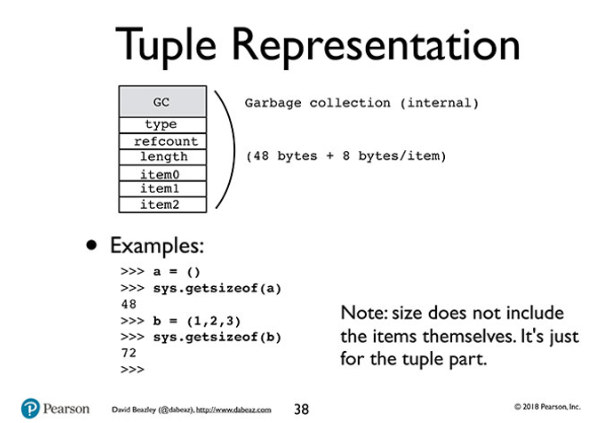 Tuple Representation
GC
Garbage collection (internal)
type
refcount
length
(48 bytes + 8 bytes/item)
item0
item1
item2
• Examples:
>>> a = ()
>>> sys.getsizeof(a)
48
>>> b = (1,2,3)
>>> sys.getsizeof(b)
72
>>>
Note: size does not include
the items themselves. It's just
for the tuple part.
P Pearson
David Beazley (@dabeaz), http://www.dabeaz.com
38
© 2018 Pearson, Inc.